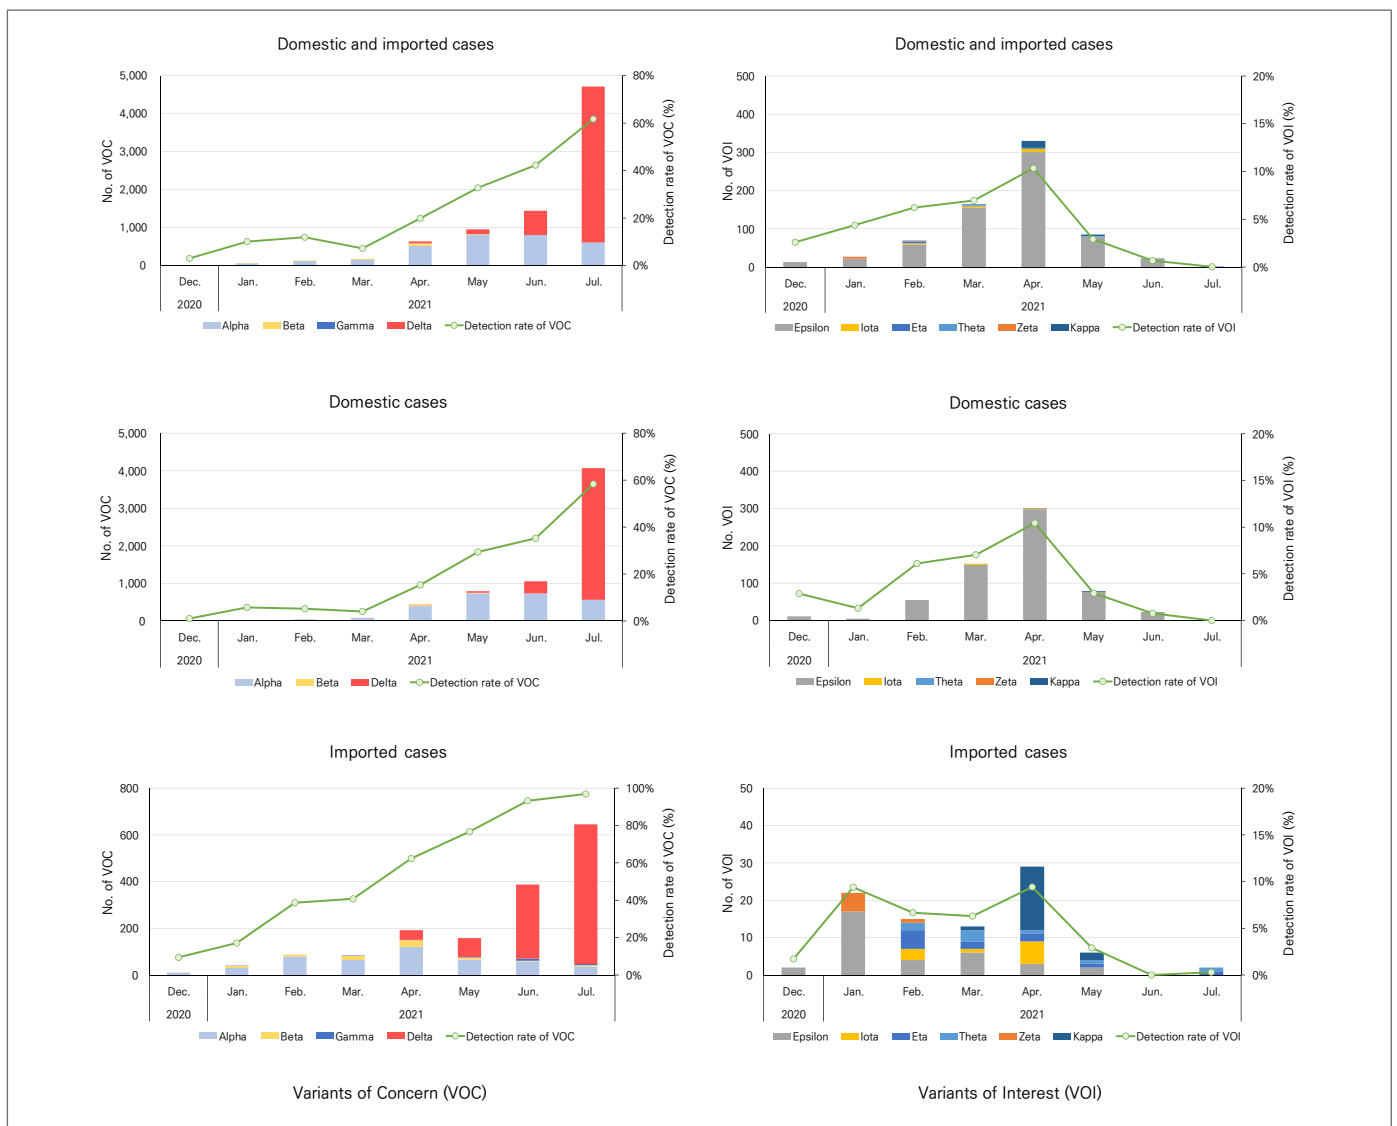 Domestic and imported cases
No. of VOC
5,000
4,000
3,000
2,000
1,000
0
80%
60%
40%
20%
0%
Detection rate of VOC (%)
Dec. Jan. Feb. Mar. Apr. May Jun. Jul.
2020 2021
Alpha Beta Gamma Delta Detection rate of VOC
Domestic and imported cases
No. of VOI
500
400
300
200
100
0
20%
15%
10%
5%
0%
Detection rate of VOI (%)
Dec. Jan. Feb. Mar. Apr. May Jun. Jul.
2020 2021
Epsilon Iota Eta Theta Zeta Kappa Detection rate of VOI
Domestic cases
No. of VOC
5,000
4,000
3,000
2,000
1,000
0
80%
60%
40%
20%
0%
Detection rate of VOC (%)
Dec. Jan. Feb. Mar. Apr. May Jun. Jul.
2020 2021
Alpha Beta Delta Detection rate of VOC
Domestic cases
No. VOI
500
400
300
200
100
0
20%
15%
10%
5%
0%
Detection rate of VOI (%)
Dec. Jan. Feb. Mar. Apr. May Jun. Jul.
2020 2021
Epsilon Iota Theta Zeta Kappa Detection rate of VOI
Imported cases
No. of VOC
800
600
400
200
0
100%
80%
60%
40%
20%
0%
Detection rate of VOC (%)
Dec. Jan. Feb. Mar. Apr. May Jun. Jul.
2020 2021
Alpha Beta Gamma Delta Detection rate of VOC
Imported cases
No. of VOI
50
40
30
20
10
0
20%
15%
10%
5%
0%
Detection rate of VOI (%)
Dec. Jan. Feb. Mar. Apr. May Jun. Jul.
2020 2021
Epsilon Iota Eta Theta Zeta Kappa Detection rate of VOI
Variants of Concern (VOC)
Variants of Interest (VOI)